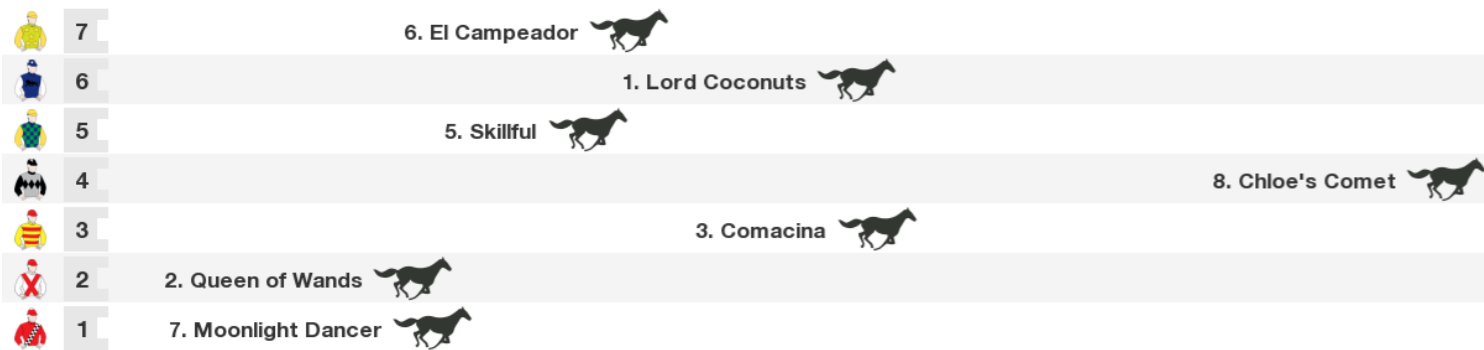 7 6. El Campeador
6 1. Lord Coconuts
5 5. Skillful
4 8. Chloe's Comet
3 3. Comacina
2 2. Queen of Wands
1 7. Moonlight Dancer